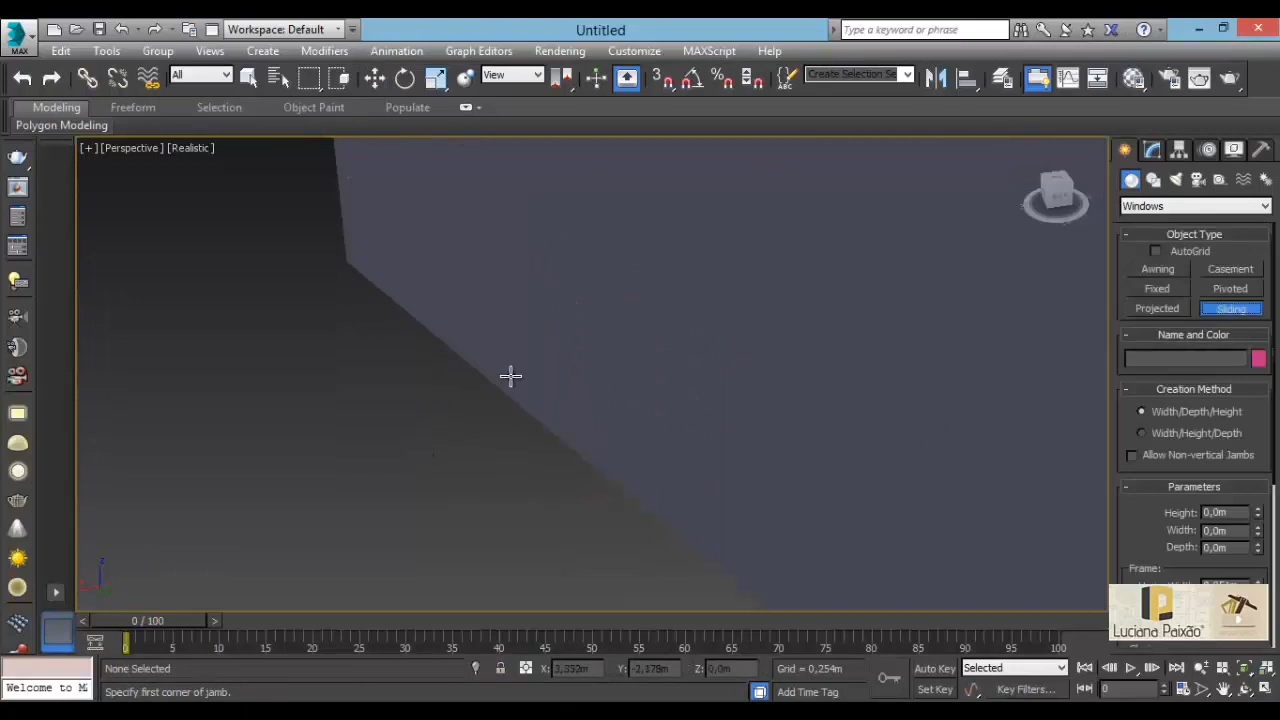 MAX
Workspace: Default
Untitled
Type a keyword or phrase
Edit Tools Group Views Create Modifiers Animation Graph Editors Rendering Customize MAXScript Help
All
View
Create Selection Se
Modeling Freeform Selection Object Paint Populate
Polygon Modeling
[+] [Perspective] [Realistic]
Windows
Object Type
AutoGrid
Awning Casement
Fixed Pivoted
Projected Sliding
Name and Color
Creation Method
Width/Depth/Height
Width/Height/Depth
Allow Non-vertical Jambs
Parameters
Height: 0,0m
Width: 0,0m
Depth: 0,0m
Frame:
Luciana Paixão
z
0 / 100
0 5 10 15 20 25 30 35 40 45 50 55 60 65 70 75 80 85 90 95 100
None Selected
X: 3,352m Y: -2,178m Z: 0,0m
Grid = 0,254m
Auto Key Selected
Welcome to M
Specify first corner of jamb.
Add Time Tag
Set Key
Key Filters...
0